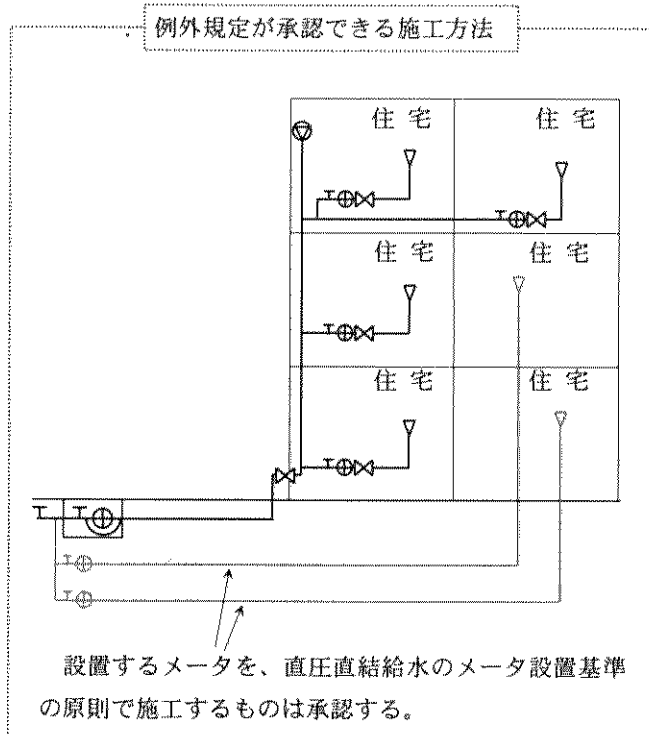 例外規定が承認できる施工方法
住宅
住宅
住宅
住宅
住宅
住宅
設置するメータを、直圧直結給水のメータ設置基準
の原則で施工するものは承認する。